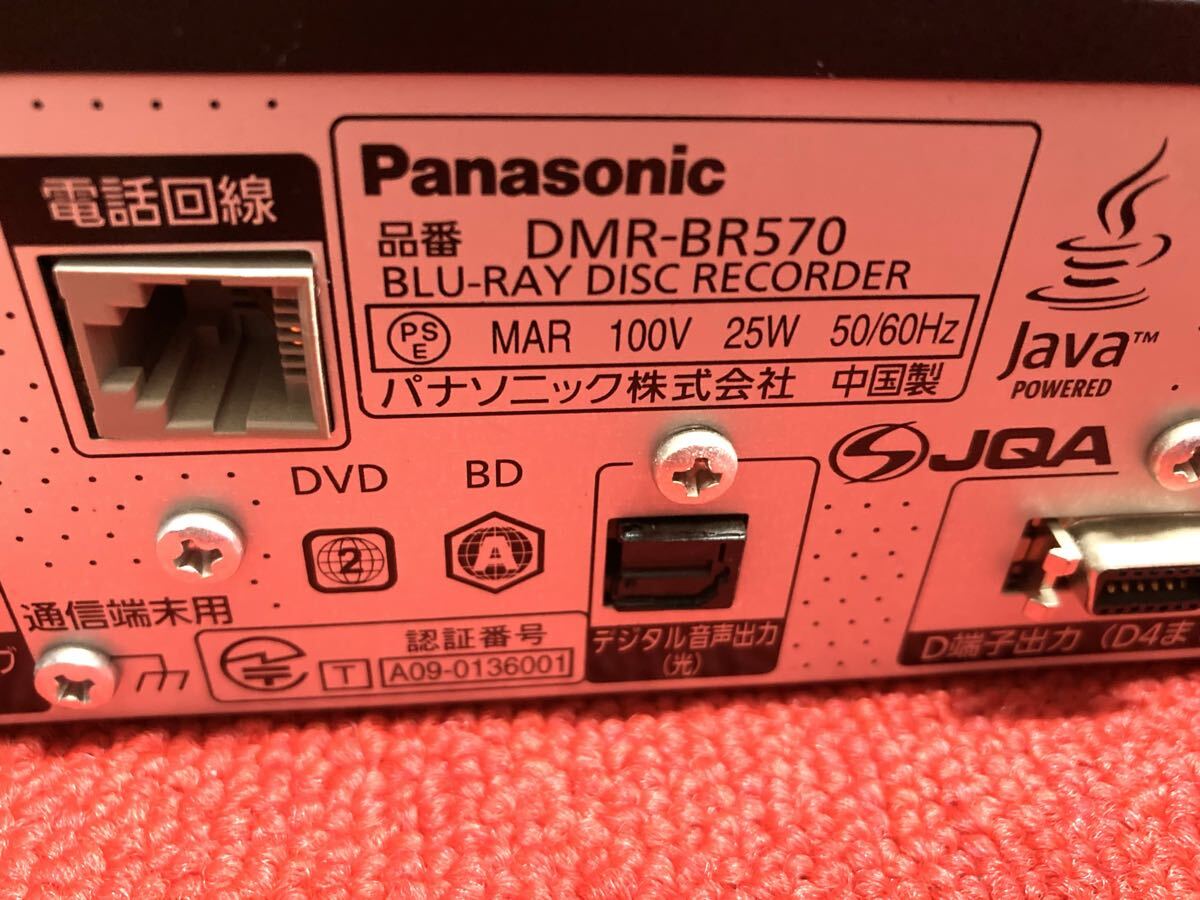 電話回線
Panasonic
品番 DMR-BR570
BLU-RAY DISC RECORDER
PS E MAR 100V 25W 50/60Hz
パナソニック株式会社 中国製
Java™
POWERED
JQA
DVD BD
2 A
通信端末用
認証番号
T A09-0136001
デジタル音声出力
(光)
D端子出力 (D4ま
ブ